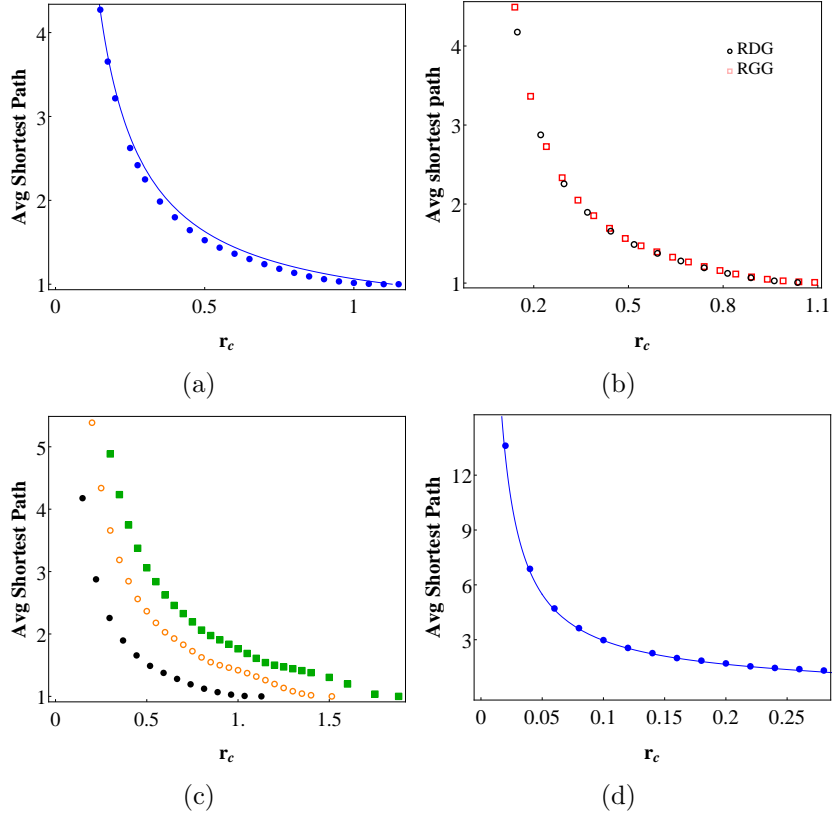 4
3
2
1
Avg Shortest Path
0
0.5
1
r_c
(a)
4
3
2
1
Avg shortest path
RDG
RGG
0.2
0.5
0.8
1.1
r_c
(b)
5
4
3
2
1
Avg Shortest Path
0
0.5
1.
1.5
r_c
(c)
12
9
6
3
Avg Shortest Path
0
0.05
0.1
0.15
0.2
0.25
r_c
(d)